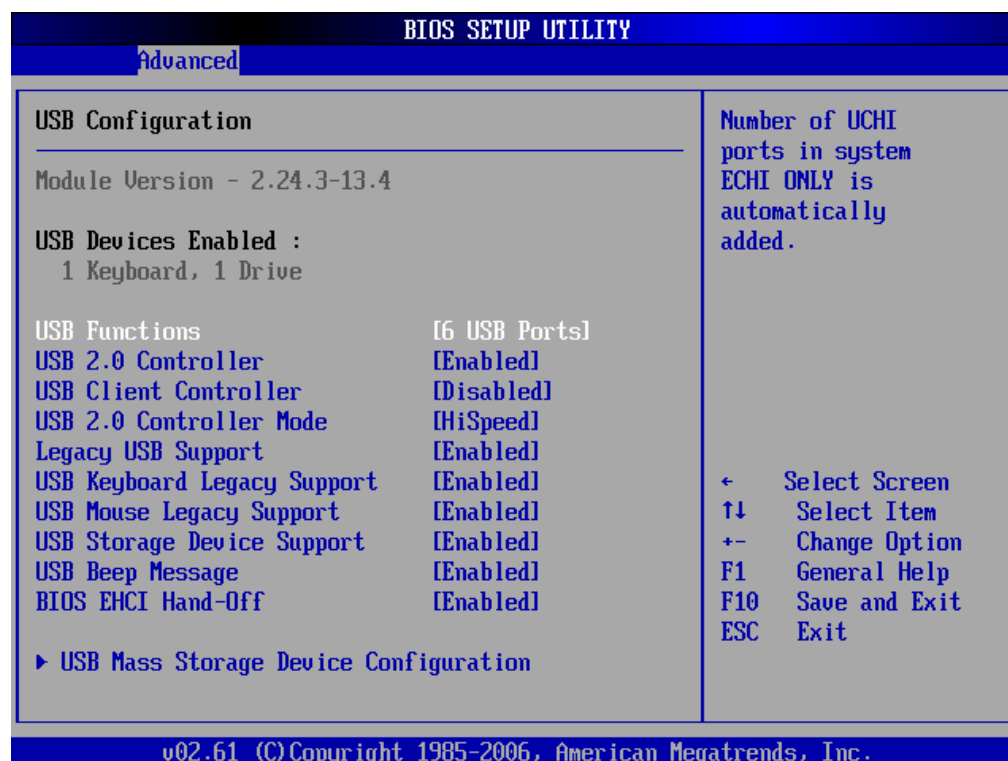 BIOS SETUP UTILITY
Advanced
USB Configuration
Module Version - 2.24.3-13.4
USB Devices Enabled :
1 Keyboard, 1 Drive
USB Functions [6 USB Ports]
USB 2.0 Controller [Enabled]
USB Client Controller [Disabled]
USB 2.0 Controller Mode [HiSpeed]
Legacy USB Support [Enabled]
USB Keyboard Legacy Support [Enabled]
USB Mouse Legacy Support [Enabled]
USB Storage Device Support [Enabled]
USB Beep Message [Enabled]
BIOS EHCI Hand-Off [Enabled]
USB Mass Storage Device Configuration
Number of UCHI
ports in system
ECHI ONLY is
automatically
added.
← Select Screen
↑↓ Select Item
+- Change Option
F1 General Help
F10 Save and Exit
ESC Exit
v02.61 (C)Copyright 1985-2006, American Megatrends, Inc.